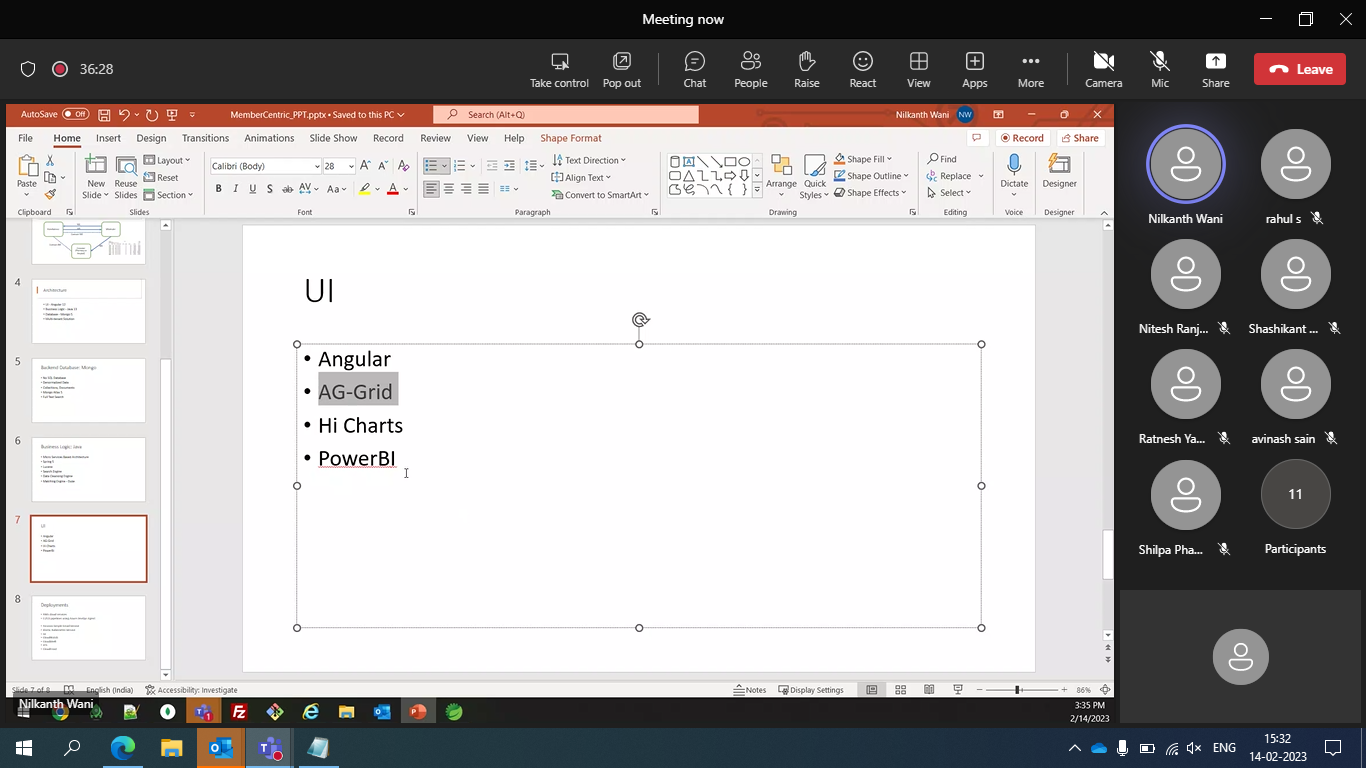 Meeting now
36:28
Take control
Pop out
Chat
People
Raise
React
View
Apps
More
Camera
Mic
Share
Leave
AutoSave Off
MemberCentric_PPT.pptx • Saved to this PC
Search (Alt+Q)
Nilkanth Wani NW
File Home Insert Design Transitions Animations Slide Show Record Review View Help Shape Format
Record Share
Paste
Clipboard
New Slides
Reuse Slides
Layout
Reset
Section
Slides
Calibri (Body) 28
Font
Text Direction
Align Text
Convert to SmartArt
Paragraph
Arrange
Quick Styles
Shape Fill
Shape Outline
Shape Effects
Drawing
Find
Replace
Select
Editing
Dictate
Voice
Designer
Designer
4
Architecture
5
Backend Database: Mongo
6
Business Logic: Java
7
UI
Angular
AG-Grid
Hi Charts
PowerBI
8
Deployments
UI
• Angular
• AG-Grid
• Hi Charts
• PowerBI
Slide 7 of 8 English (India) Accessibility: Investigate
Notes Display Settings 86%
Nilkanth Wani
3:35 PM
2/14/2023
Nilkanth Wani
rahul s
Nitesh Ranj...
Shashikant ...
Ratnesh Ya...
avinash sain
Shilpa Pha...
11
Participants
ENG
15:32
14-02-2023